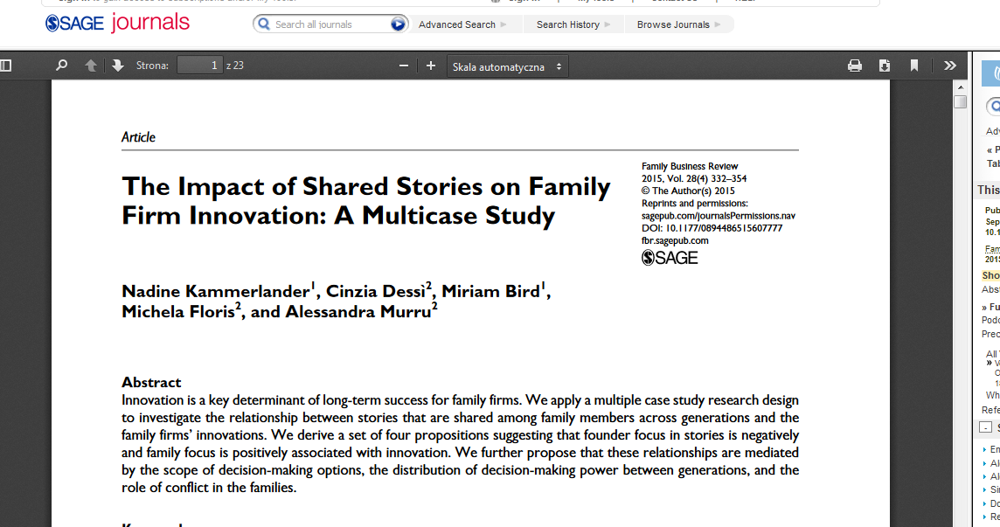 SAGE journals
Search all journals
Advanced Search
Search History
Browse Journals
Strona: 1 z 23
Skala automatyczna
Article
The Impact of Shared Stories on Family
Firm Innovation: A Multicase Study
Family Business Review
2015, Vol. 28(4) 332–354
© The Author(s) 2015
Reprints and permissions:
sagepub.com/journalsPermissions.nav
DOI: 10.1177/0894486515607777
fbr.sagepub.com
SAGE
Nadine Kammerlander1, Cinzia Dessì2, Miriam Bird1,
Michela Floris2, and Alessandra Murru2
Abstract
Innovation is a key determinant of long-term success for family firms. We apply a multiple case study research design
to investigate the relationship between stories that are shared among family members across generations and the
family firms' innovations. We derive a set of four propositions suggesting that founder focus in stories is negatively
and family focus is positively associated with innovation. We further propose that these relationships are mediated
by the scope of decision-making options, the distribution of decision-making power between generations, and the
role of conflict in the families.
This
2015
All